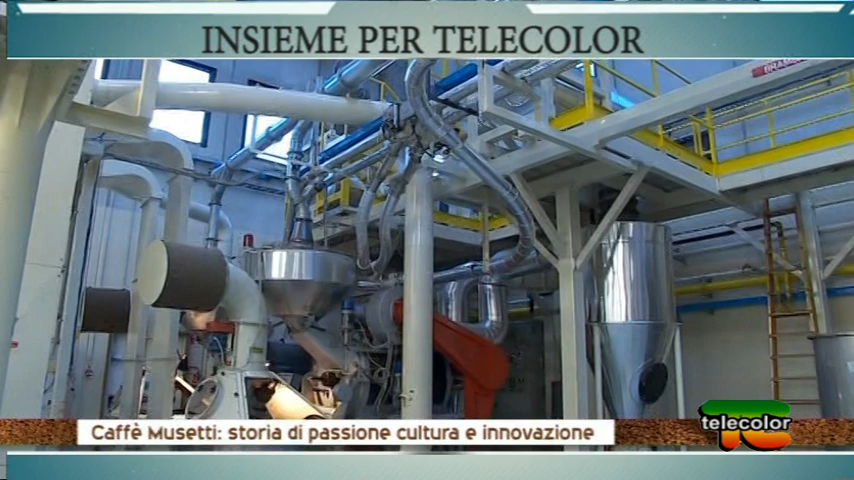 INSIEME PER TELECOLOR
Caffè Musetti: storia di passione cultura e innovazione
telecolor